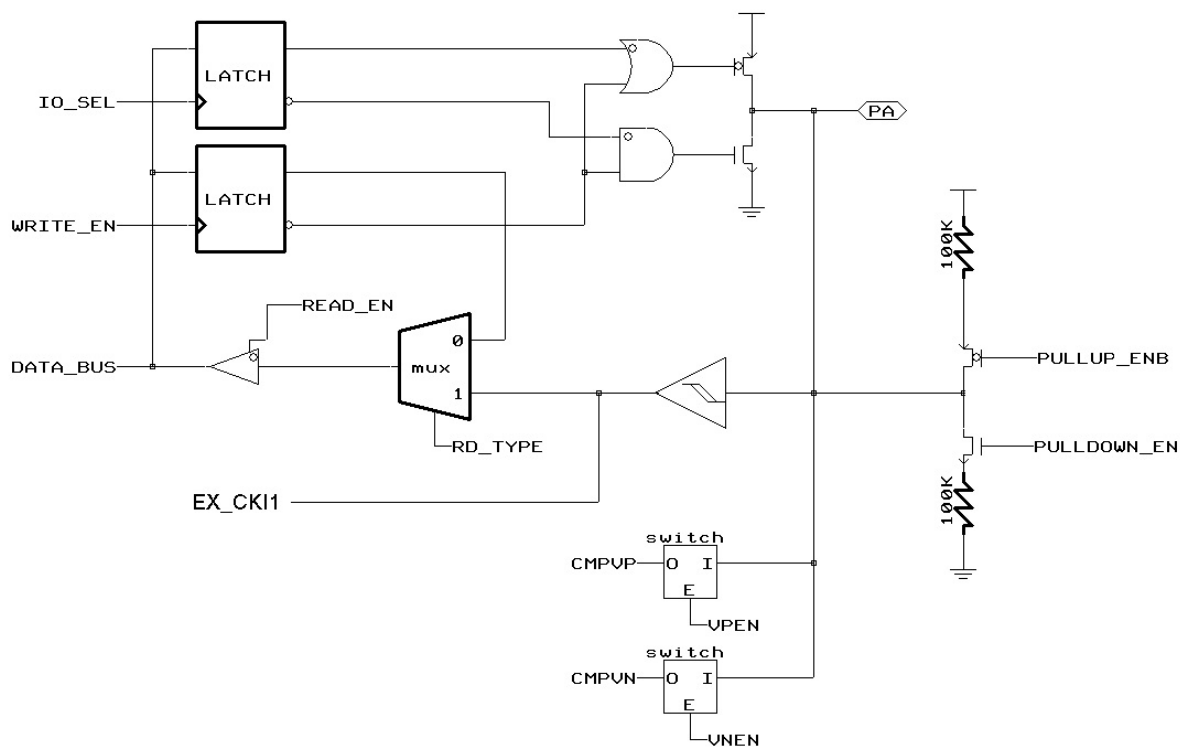 LATCH
IO_SEL
PA
LATCH
WRITE_EN
100K
READ_EN
0
DATA_BUS
mux
PULLUP_ENB
1
RD_TYPE
PULLDOWN_EN
EX_CKI1
100K
switch
CMPVP O I
E
VPEN
switch
CMPVN O I
E
VNEN